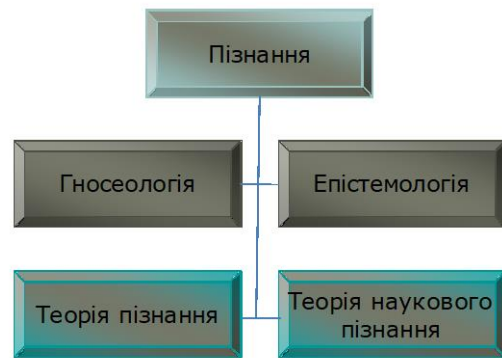 Пізнання
Гносеологія
Епістемологія
Теорія пізнання
Теорія наукового
пізнання